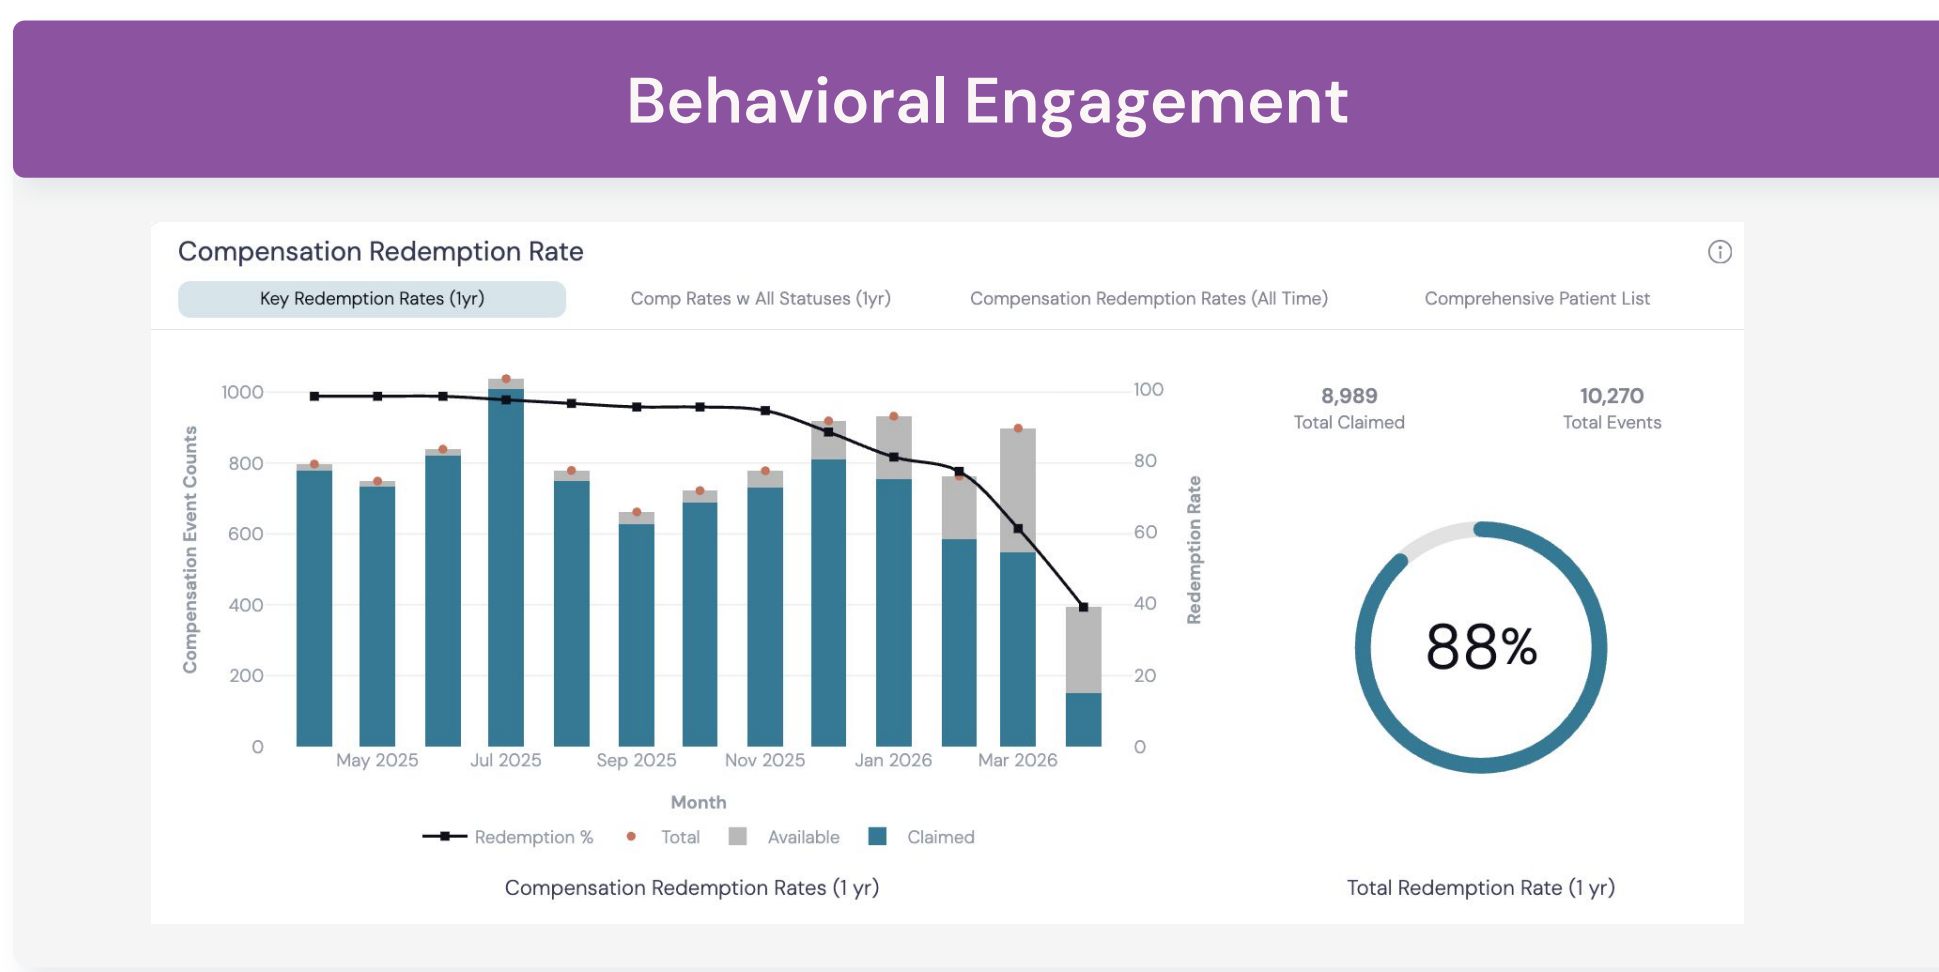 Behavioral Engagement
Compensation Redemption Rate
Key Redemption Rates (1yr)
Comp Rates w All Statuses (1yr)
Compensation Redemption Rates (All Time)
Comprehensive Patient List
Compensation Event Counts
1000
800
600
400
200
0
100
80
60
40
20
0
Redemption Rate
May 2025
Jul 2025
Sep 2025
Nov 2025
Jan 2026
Mar 2026
Month
Redemption %
Total
Available
Claimed
Compensation Redemption Rates (1 yr)
8,989
Total Claimed
10,270
Total Events
88%
Total Redemption Rate (1 yr)